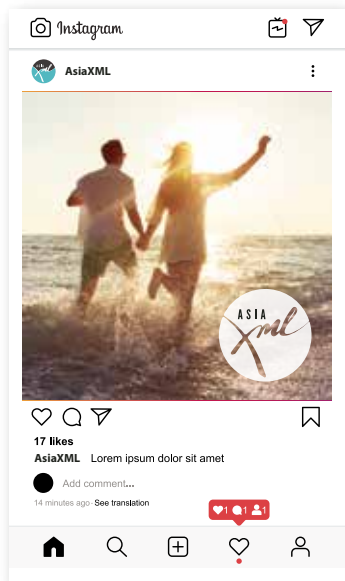 Instagram
AsiaXML
ASIA
xml
17 likes
AsiaXML Lorem ipsum dolor sit amet
Add comment...
14 minutes ago· See translation
1 1 1